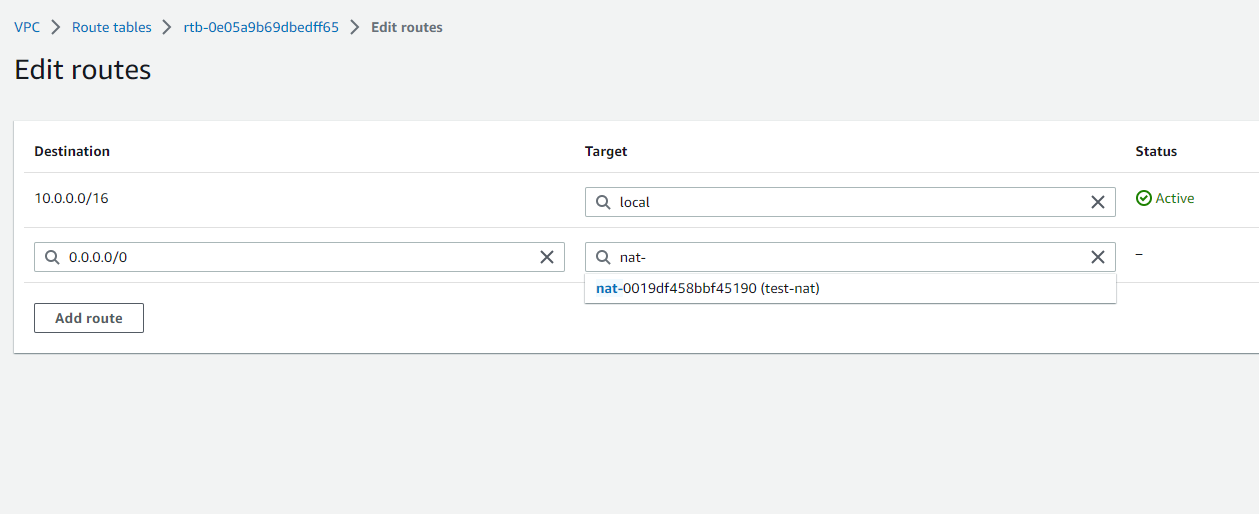 VPC > Route tables > rtb-0e05a9b69dbedff65 > Edit routes
Edit routes
Destination Target Status
10.0.0.0/16 local Active
0.0.0.0/0 nat- –
nat-0019df458bbf45190 (test-nat)
Add route